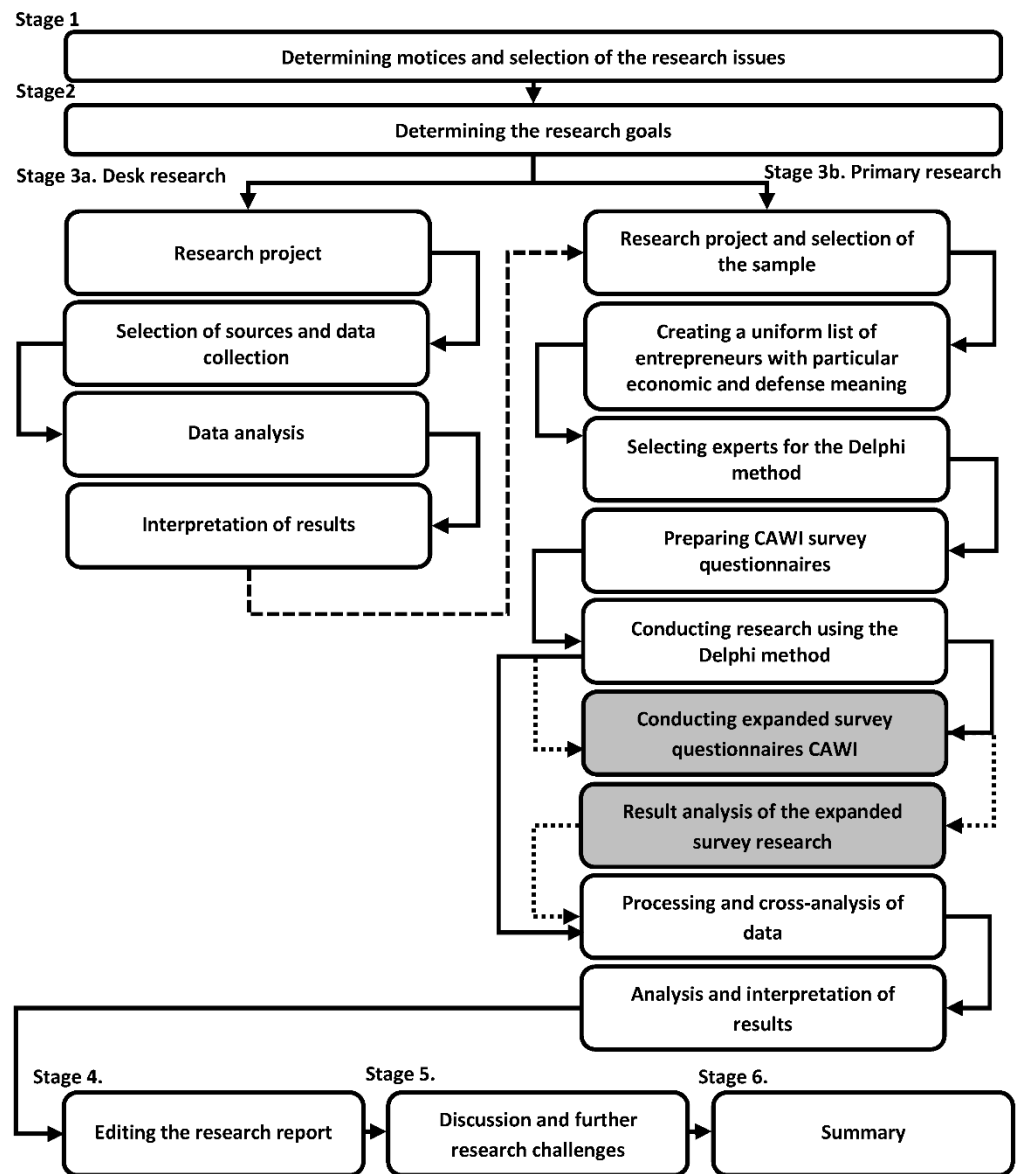 Stage 1
Determining motices and selection of the research issues
Stage2
Determining the research goals
Stage 3a. Desk research
Stage 3b. Primary research
Research project
Selection of sources and data
collection
Data analysis
Interpretation of results
Research project and selection of
the sample
Creating a uniform list of
entrepreneurs with particular
economic and defense meaning
Selecting experts for the Delphi
method
Preparing CAWI survey
questionnaires
Conducting research using the
Delphi method
Conducting expanded survey
questionnaires CAWI
Result analysis of the expanded
survey research
Processing and cross-analysis of
data
Analysis and interpretation of
results
Stage 4.
Editing the research report
Stage 5.
Discussion and further
research challenges
Stage 6.
Summary